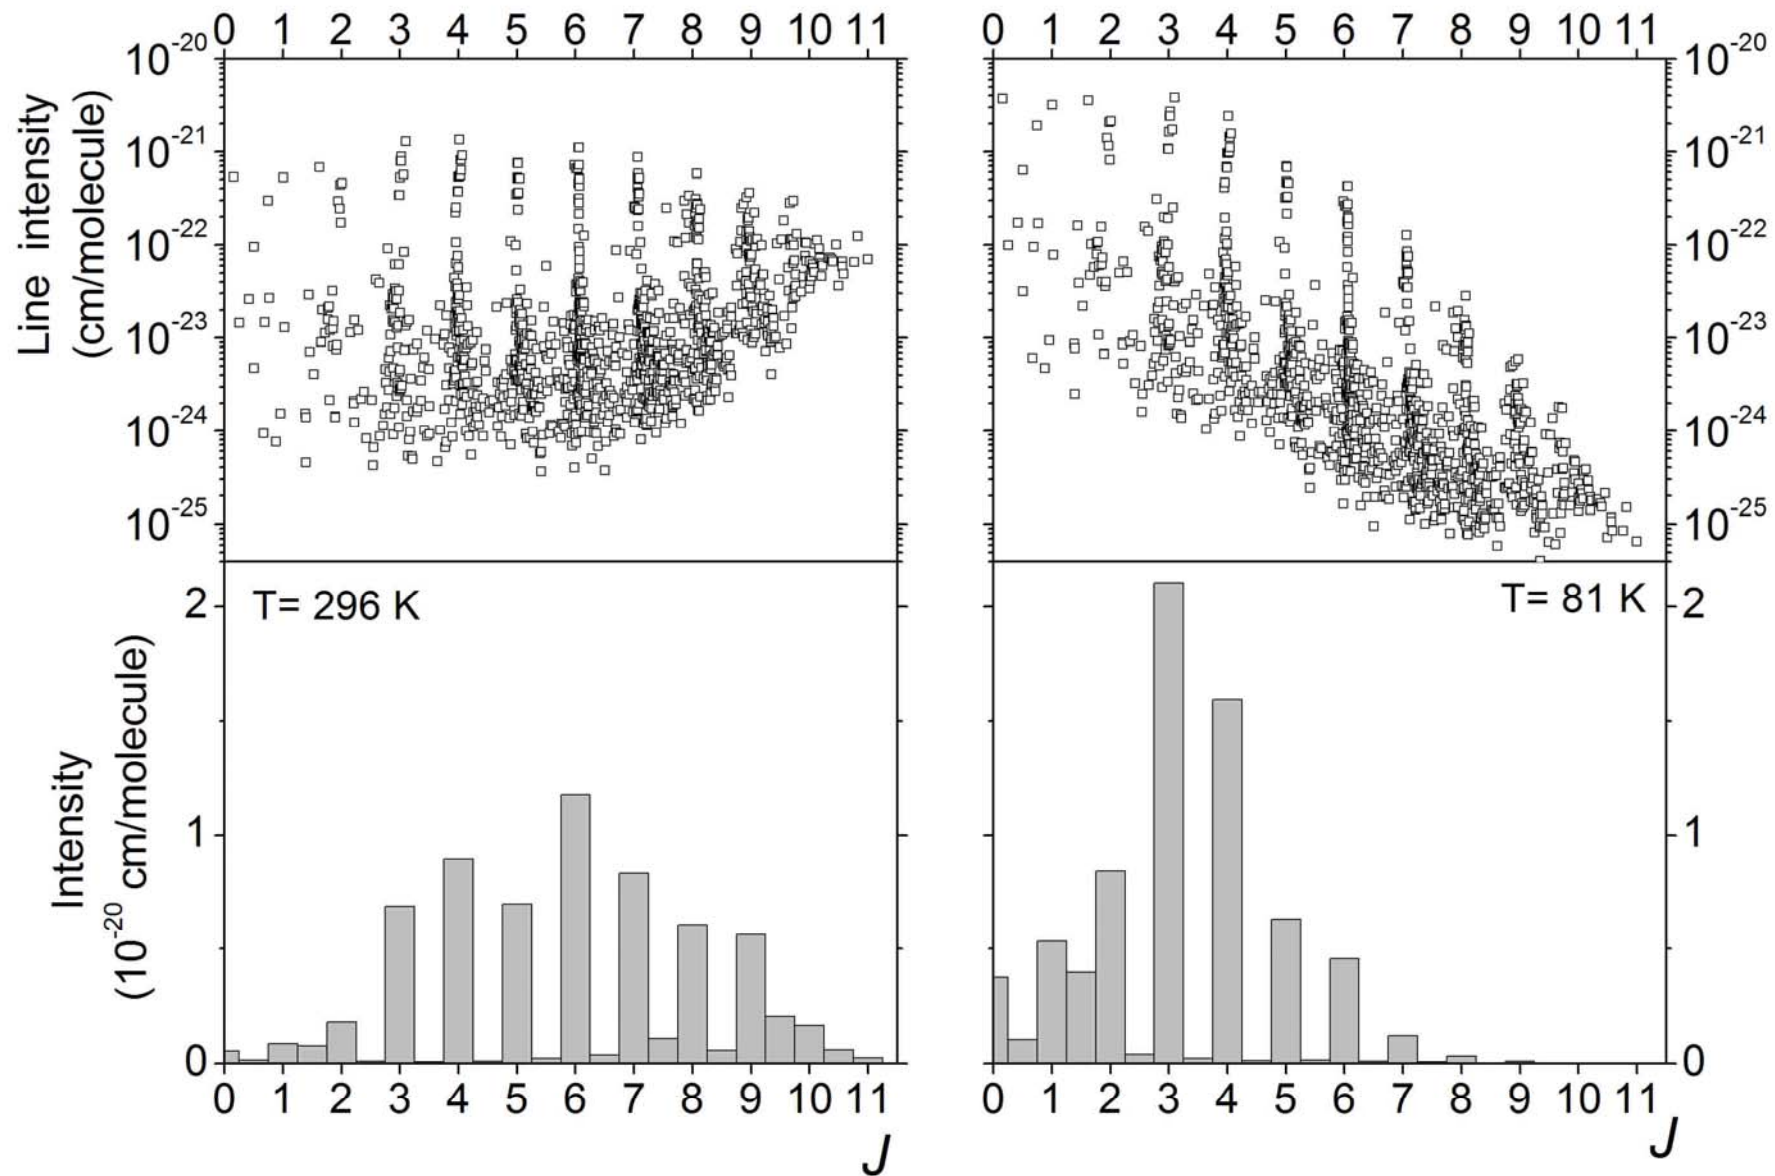 0 1 2 3 4 5 6 7 8 9 10 11
0 1 2 3 4 5 6 7 8 9 10 11
Line intensity
(cm/molecule)
10^-20
10^-21
10^-22
10^-23
10^-24
10^-25
10^-20
10^-21
10^-22
10^-23
10^-24
10^-25
Intensity
(10^-20 cm/molecule)
2
1
0
T= 296 K
T= 81 K
2
1
0
0 1 2 3 4 5 6 7 8 9 10 11
J
0 1 2 3 4 5 6 7 8 9 10 11
J